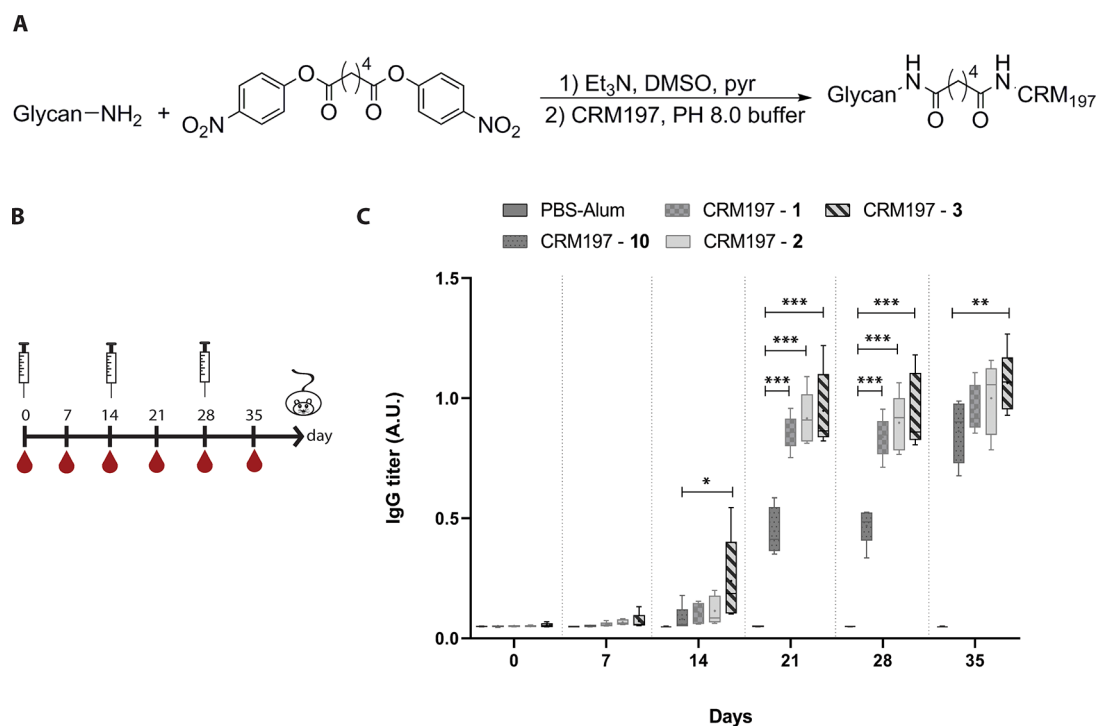 A
Glycan–NH2 + O2N O O 4 O O NO2 1) Et3N, DMSO, pyr
2) CRM197, PH 8.0 buffer
Glycan H N O 4 O H N CRM197
B
0 7 14 21 28 35
day
C
PBS-Alum CRM197 - 1 CRM197 - 3
CRM197 - 10 CRM197 - 2
IgG titer (A.U.)
1.5
1.0
0.5
0.0
*
***
***
***
***
***
***
**
0 7 14 21 28 35
Days